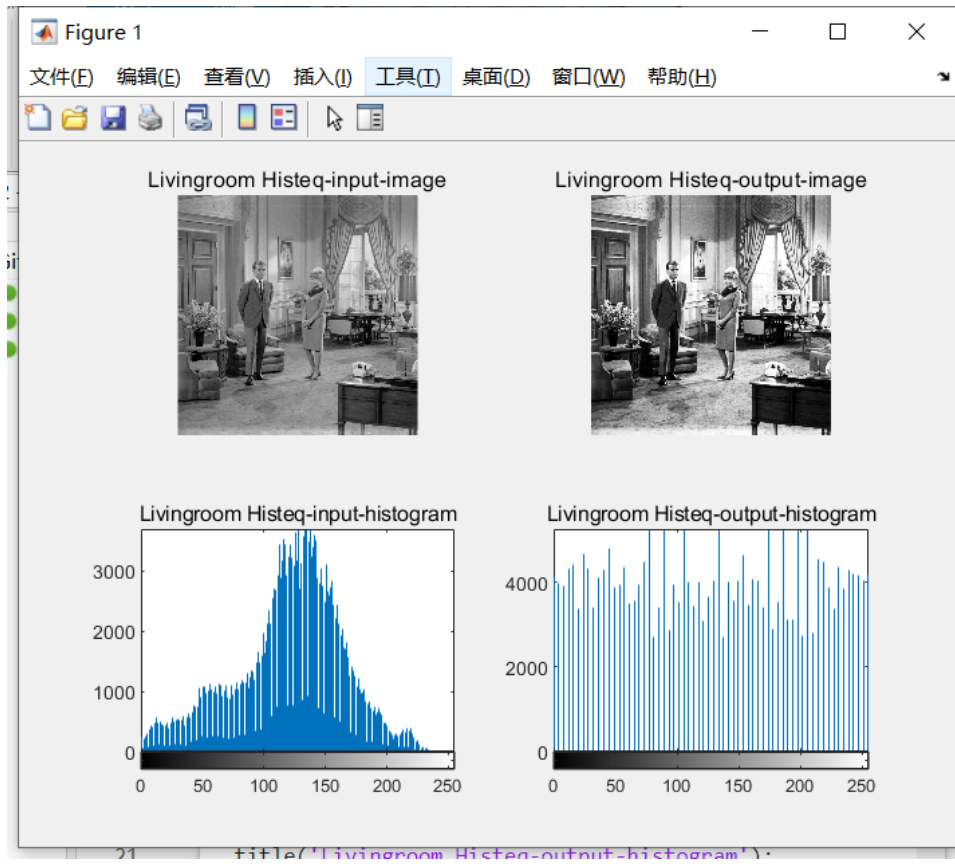 Figure 1
文件(F) 编辑(E) 查看(V) 插入(I) 工具(T) 桌面(D) 窗口(W) 帮助(H)
Livingroom Histeq-input-image
Livingroom Histeq-output-image
Livingroom Histeq-input-histogram
3000
2000
1000
0
0 50 100 150 200 250
Livingroom Histeq-output-histogram
4000
2000
0
0 50 100 150 200 250
21 title('Livingroom Histeq-output-histogram');